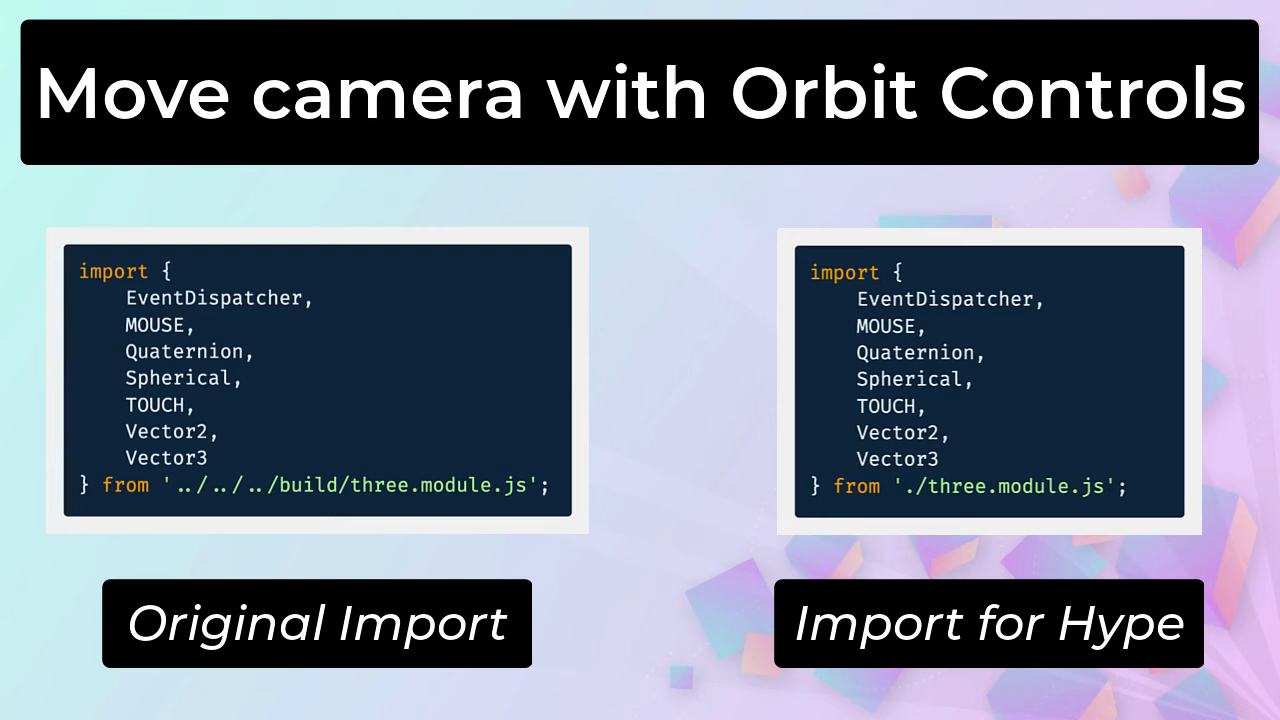 Move camera with Orbit Controls
import {
    EventDispatcher,
    MOUSE,
    Quaternion,
    Spherical,
    TOUCH,
    Vector2,
    Vector3
} from '../../../build/three.module.js';
Original Import
import {
    EventDispatcher,
    MOUSE,
    Quaternion,
    Spherical,
    TOUCH,
    Vector2,
    Vector3
} from './three.module.js';
Import for Hype